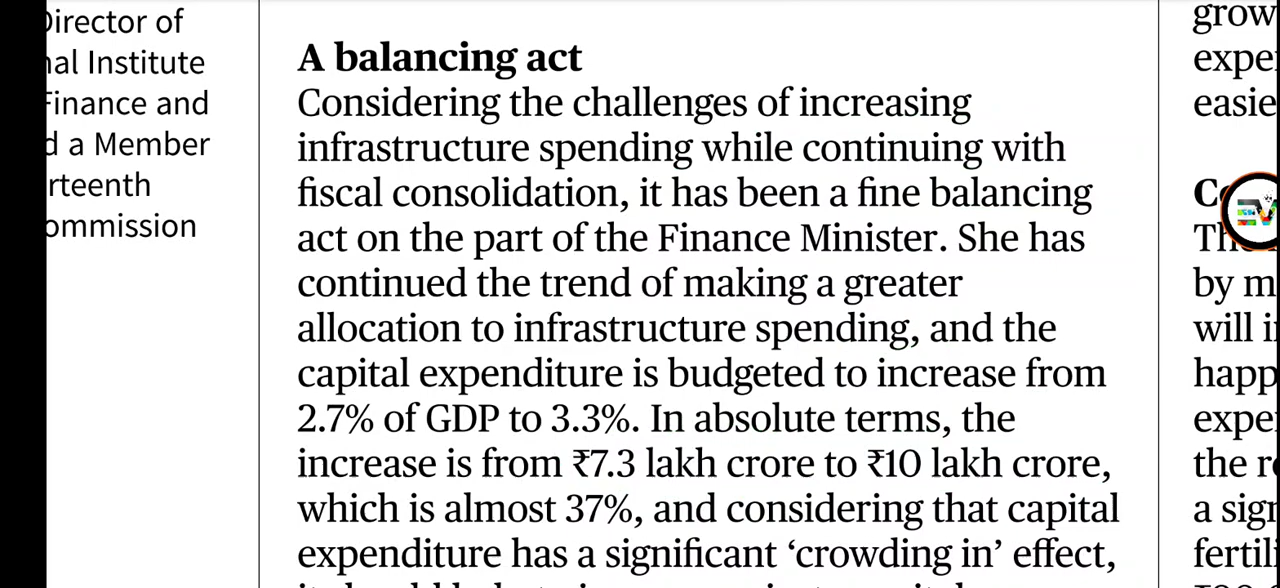 Director of
nal Institute
Finance and
d a Member
rteenth
ommission
A balancing act
Considering the challenges of increasing
infrastructure spending while continuing with
fiscal consolidation, it has been a fine balancing
act on the part of the Finance Minister. She has
continued the trend of making a greater
allocation to infrastructure spending, and the
capital expenditure is budgeted to increase from
2.7% of GDP to 3.3%. In absolute terms, the
increase is from ₹7.3 lakh crore to ₹10 lakh crore,
which is almost 37%, and considering that capital
expenditure has a significant ‘crowding in’ effect,
grow
expe
easie
by m
will i
happ
expe
the r
a sign
fertili
EV